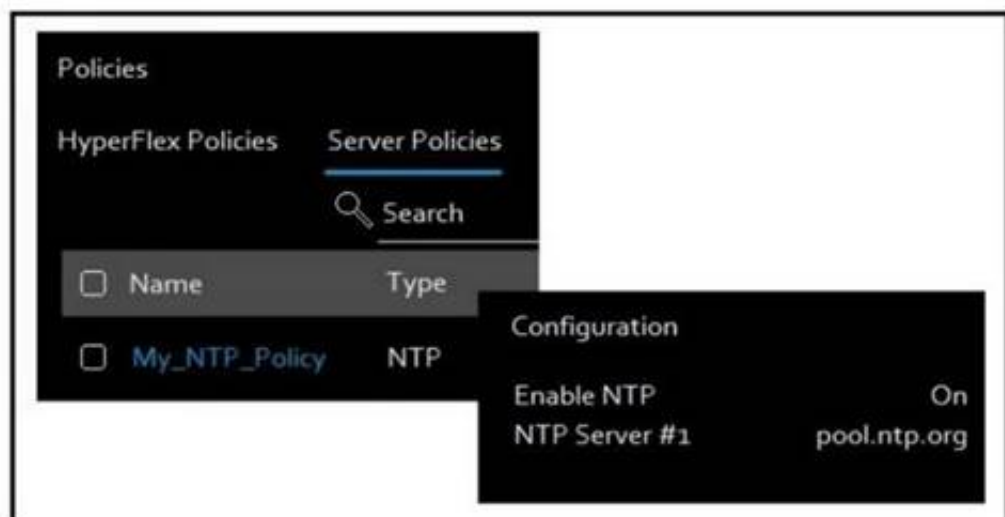 Policies
HyperFlex Policies Server Policies
Search
Name Type
My_NTP_Policy NTP
Configuration
Enable NTP On
NTP Server #1 pool.ntp.org